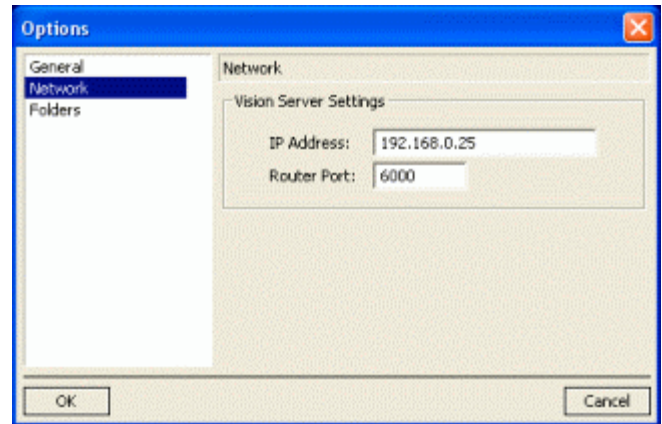 Options
General
Network
Folders
Network
Vision Server Settings
IP Address: 192.168.0.25
Router Port: 6000
OK
Cancel